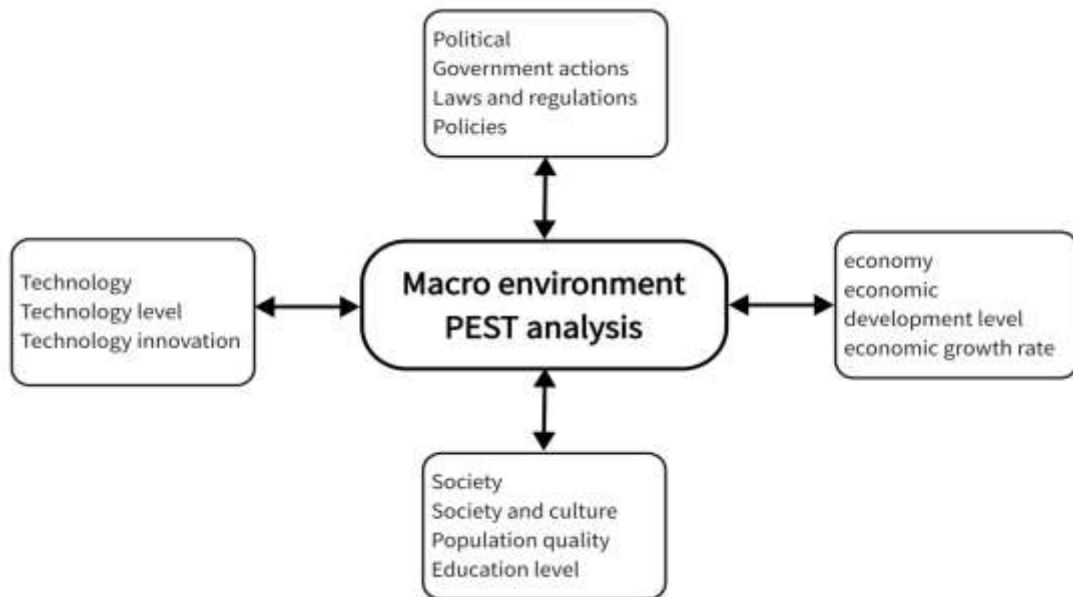 Political
Government actions
Laws and regulations
Policies
Technology
Technology level
Technology innovation
Macro environment
PEST analysis
economy
economic
development level
economic growth rate
Society
Society and culture
Population quality
Education level